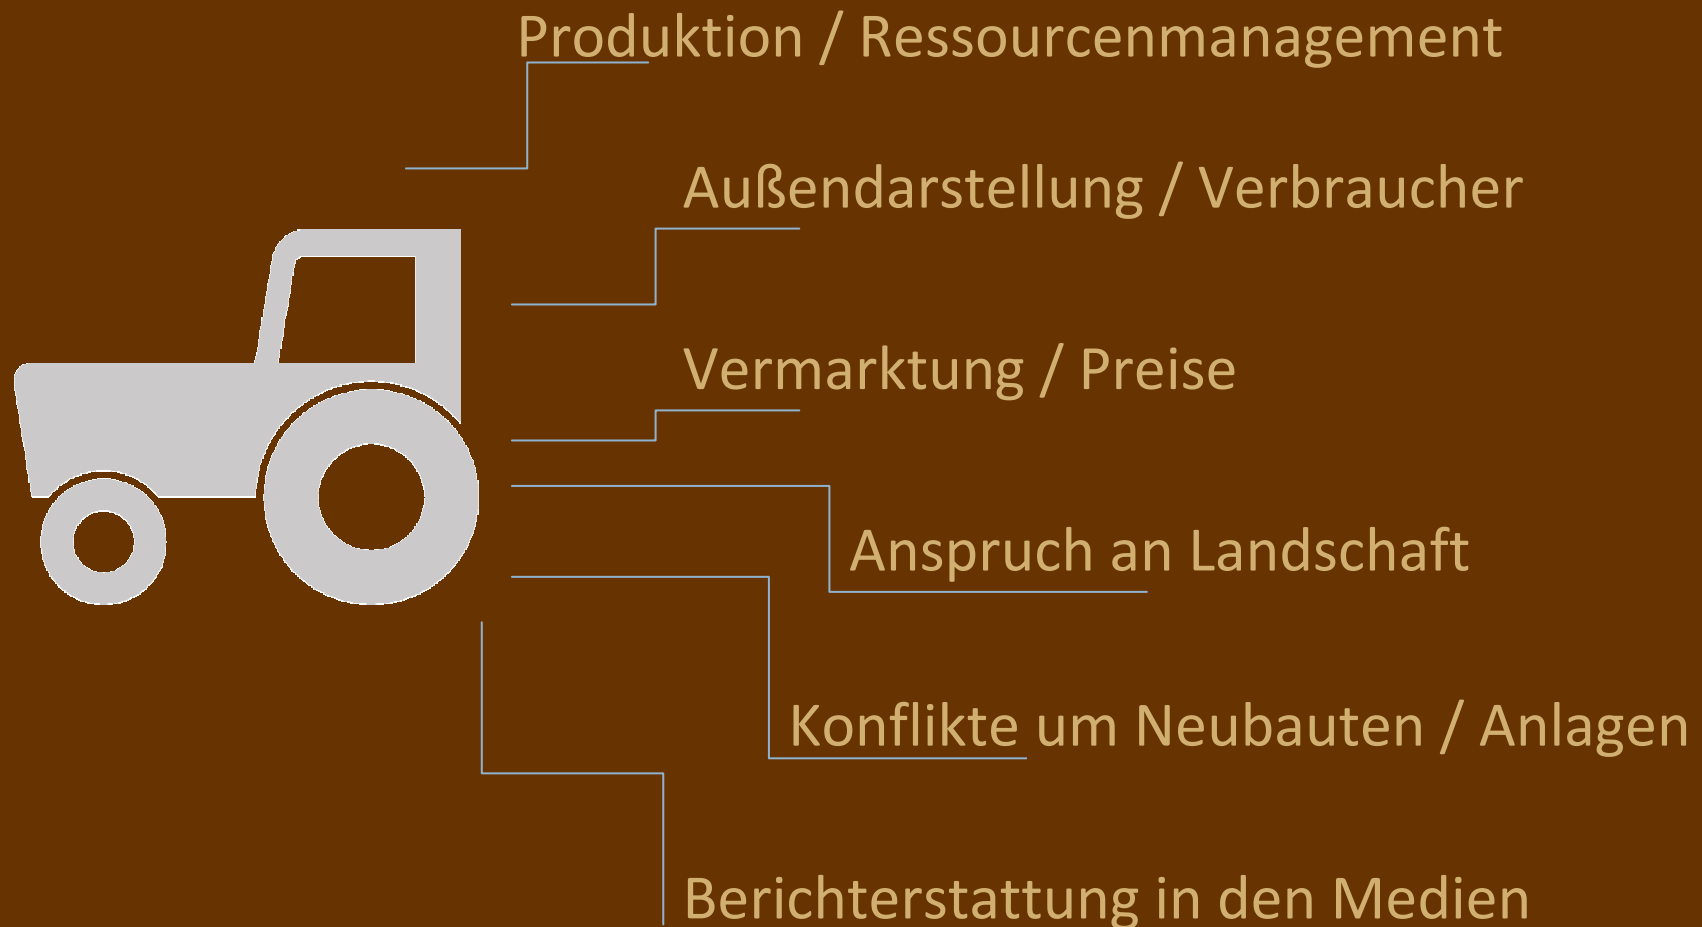 Produktion / Ressourcenmanagement
Außendarstellung / Verbraucher
Vermarktung / Preise
Anspruch an Landschaft
Konflikte um Neubauten / Anlagen
Berichterstattung in den Medien